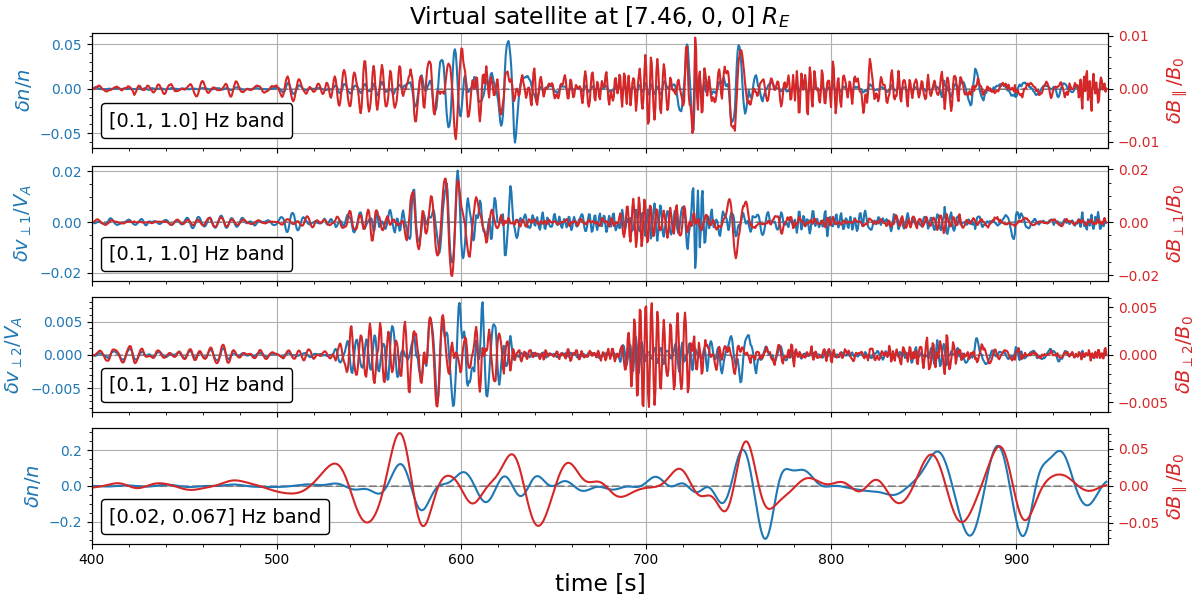 Virtual satellite at [7.46, 0, 0] R_E
0.05
0.00
−0.05
δn/n
[0.1, 1.0] Hz band
0.01
0.00
−0.01
δB_∥/B_0
0.02
0.00
−0.02
δv_⊥1/V_A
[0.1, 1.0] Hz band
0.02
0.00
−0.02
δB_⊥1/B_0
0.005
0.000
−0.005
δv_⊥2/V_A
[0.1, 1.0] Hz band
0.005
0.000
−0.005
δB_⊥2/B_0
0.2
0.0
−0.2
δn/n
[0.02, 0.067] Hz band
0.05
0.00
−0.05
δB_∥/B_0
400 500 600 700 800 900
time [s]